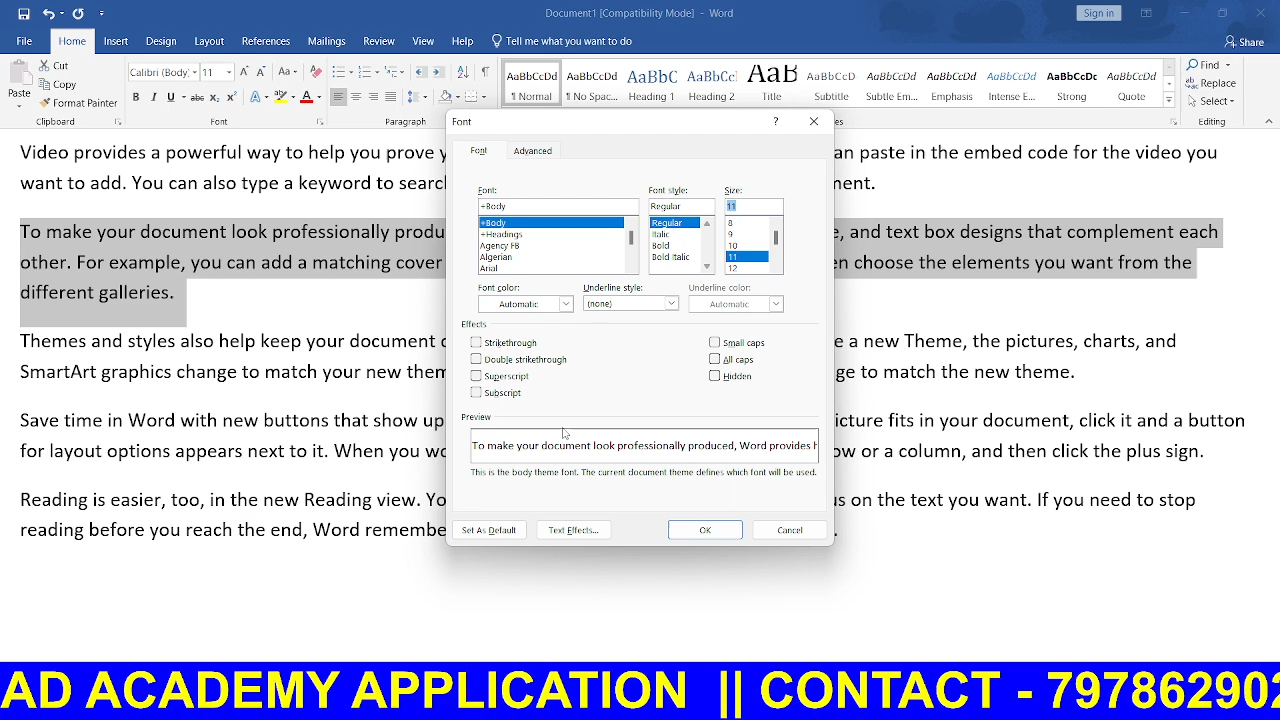 Document1 [Compatibility Mode] - Word
Sign in
File Home Insert Design Layout References Mailings Review View Help Tell me what you want to do Share
Paste
Cut
Copy
Format Painter
Clipboard
Calibri (Body) 11
Font
Paragraph
AaBbCcDd AaBbCcDd AaBbC AaBbCc AaB AaBbCcD AaBbCcDd AaBbCcDd AaBbCcDd AaBbCcDc AaBbCcDd
¶ Normal ¶ No Spac... Heading 1 Heading 2 Title Subtitle Subtle Em... Emphasis Intense E... Strong Quote
Find
Replace
Select
Editing
Font
Font Advanced
Font: Font style: Size:
+Body Regular 11
+Body Regular 8
+Headings Italic 9
Agency FB Bold 10
Algerian Bold Italic 11
Arial 12
Font color: Underline style: Underline color:
Automatic (none) Automatic
Effects
Strikethrough Small caps
Double strikethrough All caps
Superscript Hidden
Subscript
Preview
To make your document look professionally produced, Word provides h
This is the body theme font. The current document theme defines which font will be used.
Set As Default Text Effects... OK Cancel
Video provides a powerful way to help you prove an paste in the embed code for the video you
want to add. You can also type a keyword to search ment.
To make your document look professionally produ e, and text box designs that complement each
other. For example, you can add a matching cover en choose the elements you want from the
different galleries.
Themes and styles also help keep your document e a new Theme, the pictures, charts, and
SmartArt graphics change to match your new them ge to match the new theme.
Save time in Word with new buttons that show up icture fits in your document, click it and a button
for layout options appears next to it. When you wo ow or a column, and then click the plus sign.
Reading is easier, too, in the new Reading view. Yo us on the text you want. If you need to stop
reading before you reach the end, Word remembe
AD ACADEMY APPLICATION || CONTACT - 797862902